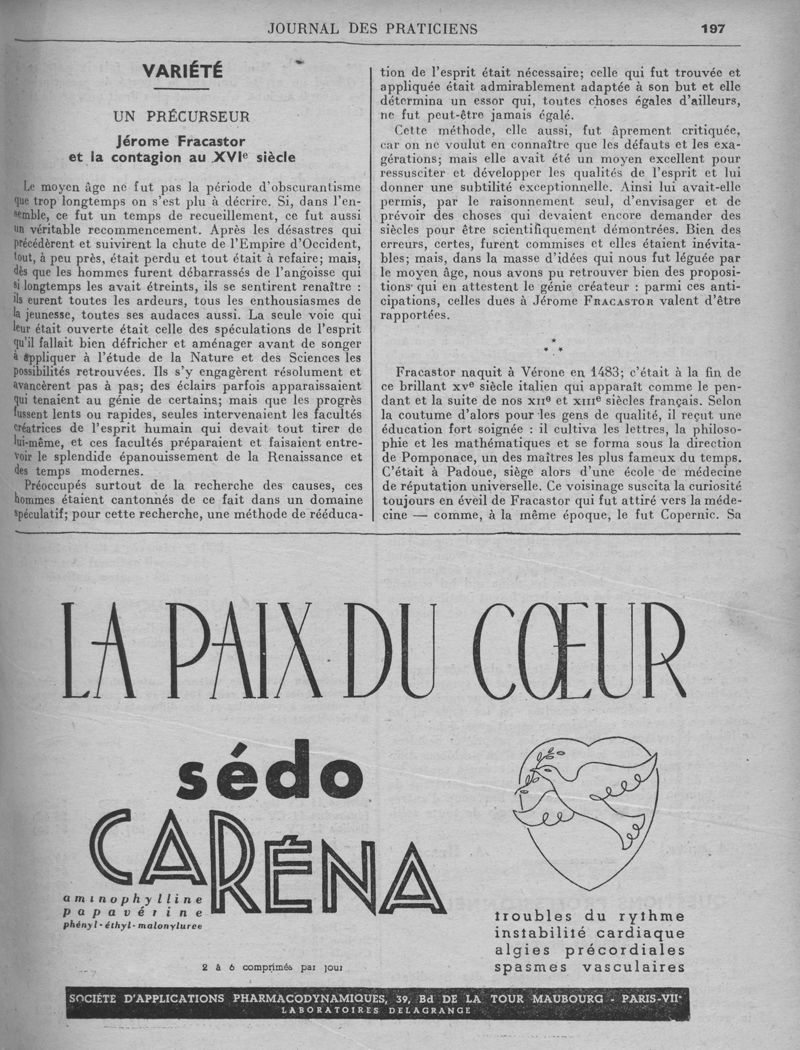 JOURNAL DES PRATICIENS
197
VARIÉTÉ
UN PRÉCURSEUR
Jérome Fracastor
et la contagion au XVIe siècle
Le moyen âge ne fut pas la période d'obscurantisme
que trop longtemps on s'est plu à décrire. Si, dans l'en-
semble, ce fut un temps de recueillement, ce fut aussi
un véritable recommencement. Après les désastres qui
précédèrent et suivirent la chute de l'Empire d'Occident,
tout, à peu près, était perdu et tout était à refaire; mais,
dès que les hommes furent débarrassés de l'angoisse qui
si longtemps les avait étreints, ils se sentirent renaître :
ils eurent toutes les ardeurs, tous les enthousiasmes de
la jeunesse, toutes ses audaces aussi. La seule voie qui
leur était ouverte était celle des spéculations de l'esprit
qu'il fallait bien défricher et aménager avant de songer
à appliquer à l'étude de la Nature et des Sciences les
possibilités retrouvées. Ils s'y engagèrent résolument et
avancèrent pas à pas; des éclairs parfois apparaissaient
qui tenaient au génie de certains; mais que les progrès
fussent lents ou rapides, seules intervenaient les facultés
créatrices de l'esprit humain qui devait tout tirer de
lui-même, et ces facultés préparaient et faisaient entre-
voir le splendide épanouissement de la Renaissance et
des temps modernes.
Préoccupés surtout de la recherche des causes, ces
hommes étaient cantonnés de ce fait dans un domaine
spéculatif; pour cette recherche, une méthode de rééduca-
tion de l'esprit était nécessaire; celle qui fut trouvée et
appliquée était admirablement adaptée à son but et elle
détermina un essor qui, toutes choses égales d'ailleurs,
ne fut peut-être jamais égalé.
Cette méthode, elle aussi, fut âprement critiquée,
car on ne voulut en connaître que les défauts et les exa-
gérations; mais elle avait été un moyen excellent pour
ressusciter et développer les qualités de l'esprit et lui
donner une subtilité exceptionnelle. Ainsi lui avait-elle
permis, par le raisonnement seul, d'envisager et de
prévoir des choses qui devaient encore demander des
siècles pour être scientifiquement démontrées. Bien des
erreurs, certes, furent commises et elles étaient inévita-
bles; mais, dans la masse d'idées qui nous fut léguée par
le moyen âge, nous avons pu retrouver bien des proposi-
tions qui en attestent le génie créateur : parmi ces anti-
cipations, celles dues à Jérome FRACASTOR valent d'être
rapportées.
* * *
Fracastor naquit à Vérone en 1483; c'était à la fin de
ce brillant XVe siècle italien qui apparaît comme le pen-
dant et la suite de nos XIIe et XIIIe siècles français. Selon
la coutume d'alors pour les gens de qualité, il reçut une
éducation fort soignée : il cultiva les lettres, la philoso-
phie et les mathématiques et se forma sous la direction
de Pomponace, un des maîtres les plus fameux du temps.
C'était à Padoue, siège alors d'une école de médecine
de réputation universelle. Ce voisinage suscita la curiosité
toujours en éveil de Fracastor qui fut attiré vers la méde-
cine — comme, à la même époque, le fut Copernic. Sa
LA PAIX DU CŒUR
sédo
CARÉNA
aminophylline
papavérine
phényl-éthyl-malonyluree
2 à 6 comprimés par jour
troubles du rythme
instabilité cardiaque
algies précordiales
spasmes vasculaires
SOCIÉTÉ D'APPLICATIONS PHARMACODYNAMIQUES, 39, Bd DE LA TOUR MAUBOURG - PARIS-VIIe
LABORATOIRES DELAGRANGE